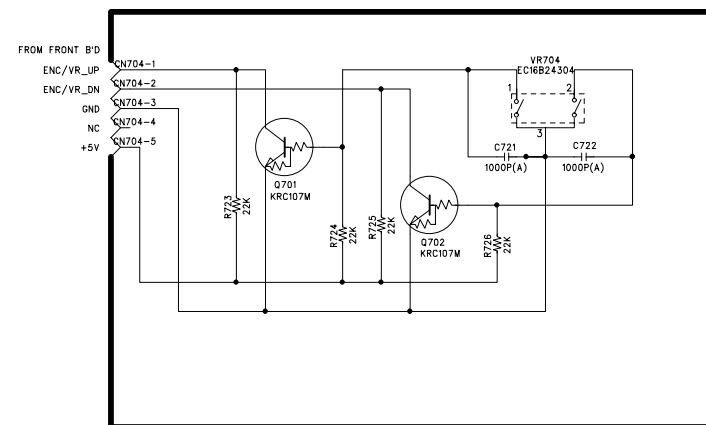 FROM FRONT B'D
CN704-1
ENC/VR_UP
CN704-2
ENC/VR_DN
CN704-3
GND
CN704-4
NC
CN704-5
+5V
VR704
EC16B24304
1
2
3
C721
1000P(A)
C722
1000P(A)
Q701
KRC107M
Q702
KRC107M
R723
22K
R724
22K
R725
22K
R726
22K